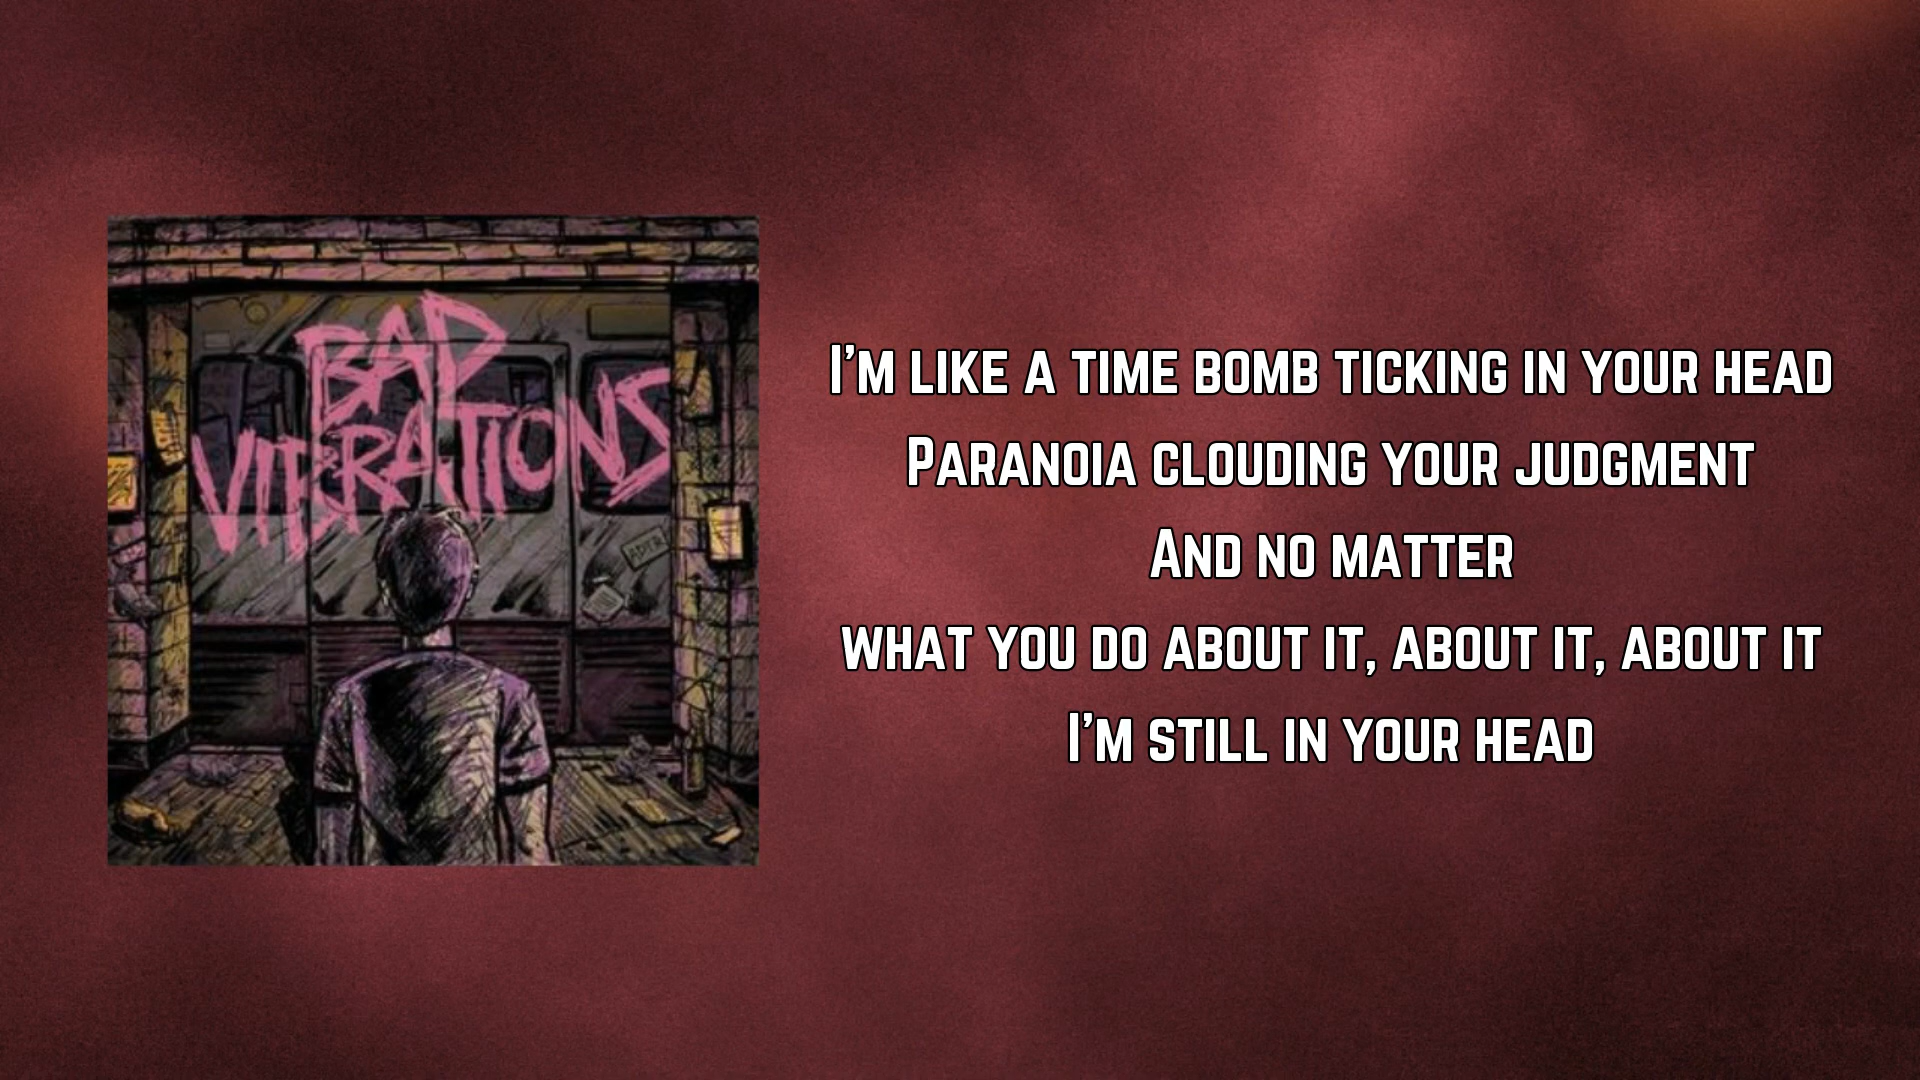 BAD
VIBRATIONS
ADTR
I'm like a time bomb ticking in your head
Paranoia clouding your judgment
And no matter
what you do about it, about it, about it
I'm still in your head